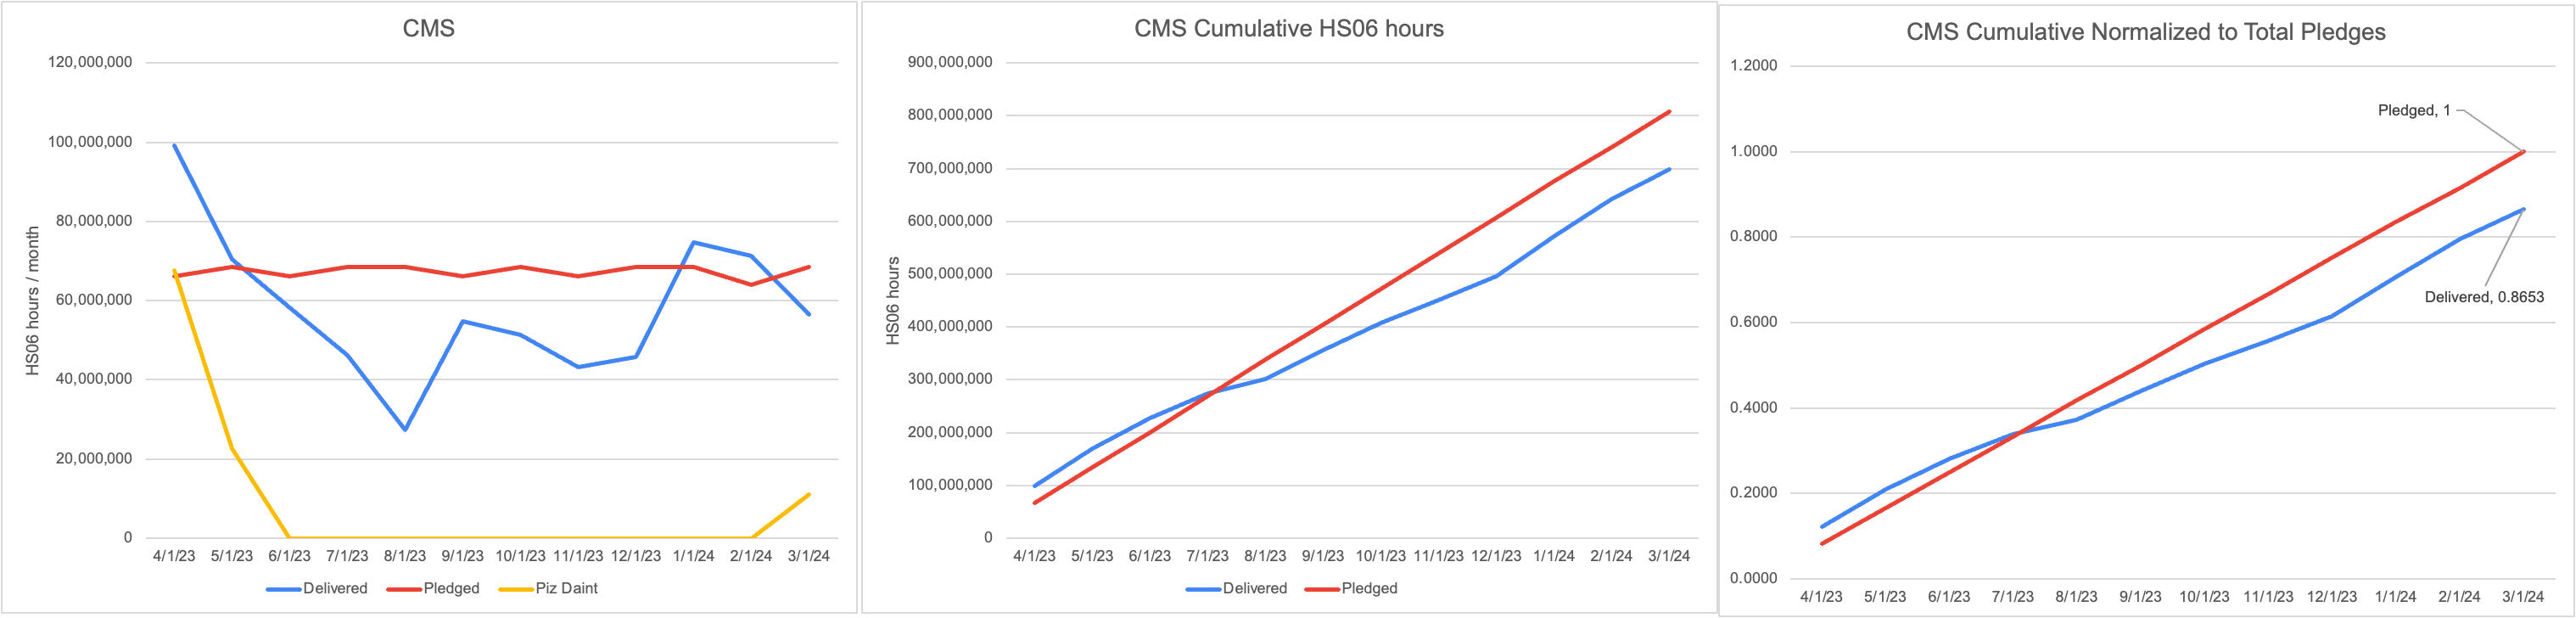 CMS
HS06 hours / month
120,000,000
100,000,000
80,000,000
60,000,000
40,000,000
20,000,000
0
4/1/23 5/1/23 6/1/23 7/1/23 8/1/23 9/1/23 10/1/23 11/1/23 12/1/23 1/1/24 2/1/24 3/1/24
Delivered Pledged Piz Daint
CMS Cumulative HS06 hours
HS06 hours
900,000,000
800,000,000
700,000,000
600,000,000
500,000,000
400,000,000
300,000,000
200,000,000
100,000,000
0
4/1/23 5/1/23 6/1/23 7/1/23 8/1/23 9/1/23 10/1/23 11/1/23 12/1/23 1/1/24 2/1/24 3/1/24
Delivered Pledged
CMS Cumulative Normalized to Total Pledges
1.2000
Pledged, 1
1.0000
0.8000
Delivered, 0.8653
0.6000
0.4000
0.2000
0.0000
4/1/23 5/1/23 6/1/23 7/1/23 8/1/23 9/1/23 10/1/23 11/1/23 12/1/23 1/1/24 2/1/24 3/1/24